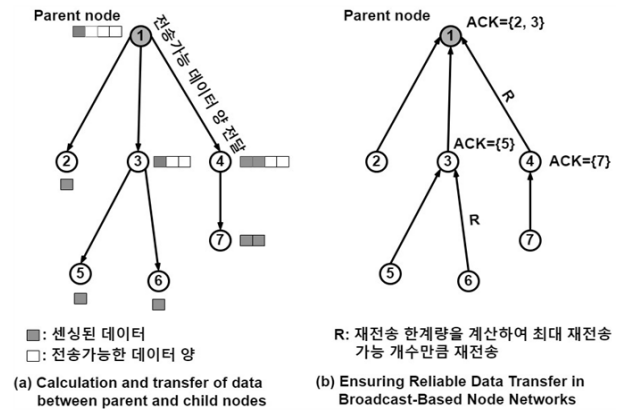 Parent node
1
전송가능 데이터 양 전달
2
3
4
7
5
6
: 센싱된 데이터
: 전송가능한 데이터 양
(a) Calculation and transfer of data
between parent and child nodes
Parent node
ACK={2, 3}
1
R
2
3
ACK={5}
4
ACK={7}
R
7
5
6
R: 재전송 한계량을 계산하여 최대 재전송
가능 개수만큼 재전송
(b) Ensuring Reliable Data Transfer in
Broadcast-Based Node Networks